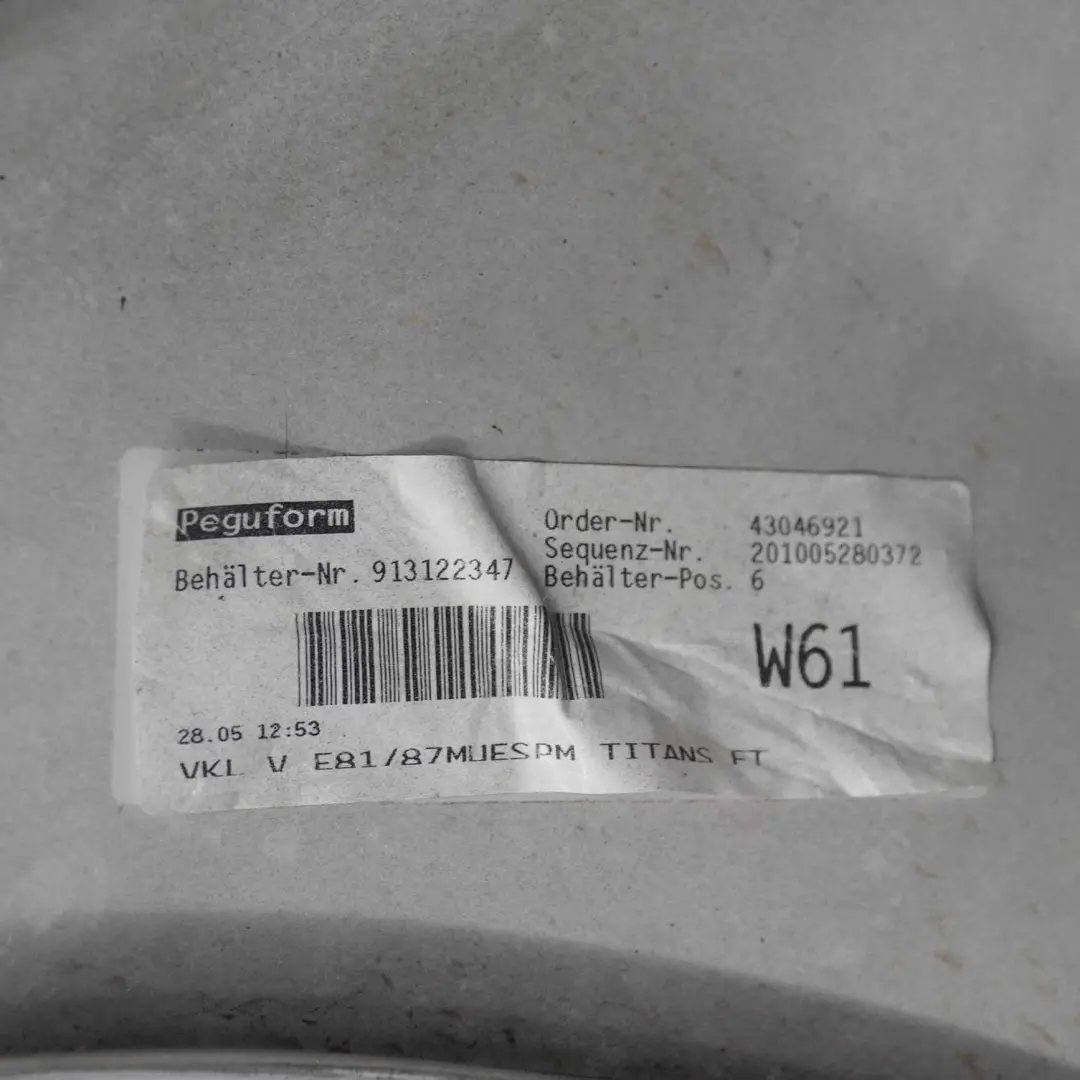 Peguform
Behälter-Nr. 913122347
Order-Nr. 43046921
Sequenz-Nr. 201005280372
Behälter-Pos. 6
W61
28.05 12:53
VKL V E81/87MUESPM TITANS FT